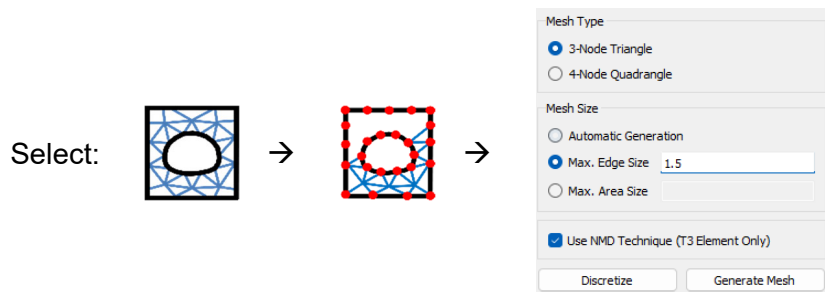 Mesh Type
3-Node Triangle
4-Node Quadrangle
Mesh Size
Select: → →
Automatic Generation
Max. Edge Size 1.5
Max. Area Size
Use NMD Technique (T3 Element Only)
Discretize Generate Mesh